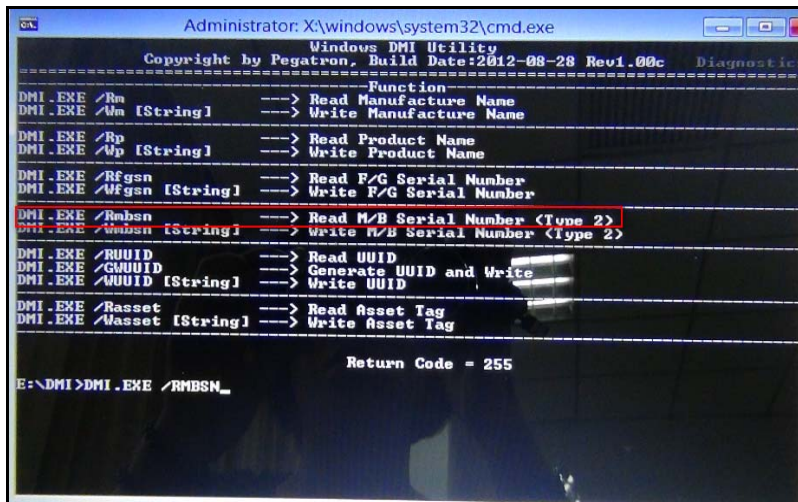 Administrator: X:\windows\system32\cmd.exe
Windows DMI Utility
Copyright by Pegatron, Build Date:2012-08-28 Rev1.00c Diagnostic
Function
DMI.EXE /Rm ---> Read Manufacture Name
DMI.EXE /Wm [String] ---> Write Manufacture Name
DMI.EXE /Rp ---> Read Product Name
DMI.EXE /Wp [String] ---> Write Product Name
DMI.EXE /Rfgsn ---> Read F/G Serial Number
DMI.EXE /Wfgsn [String] ---> Write F/G Serial Number
DMI.EXE /Rmbsn ---> Read M/B Serial Number (Type 2)
DMI.EXE /Wmbsn [String] ---> Write M/B Serial Number (Type 2)
DMI.EXE /RUUID ---> Read UUID
DMI.EXE /GWUUID ---> Generate UUID and Write
DMI.EXE /WUUID [String] ---> Write UUID
DMI.EXE /Rasset ---> Read Asset Tag
DMI.EXE /Wasset [String] ---> Write Asset Tag
Return Code = 255
E:\DMI>DMI.EXE /RMBSN_